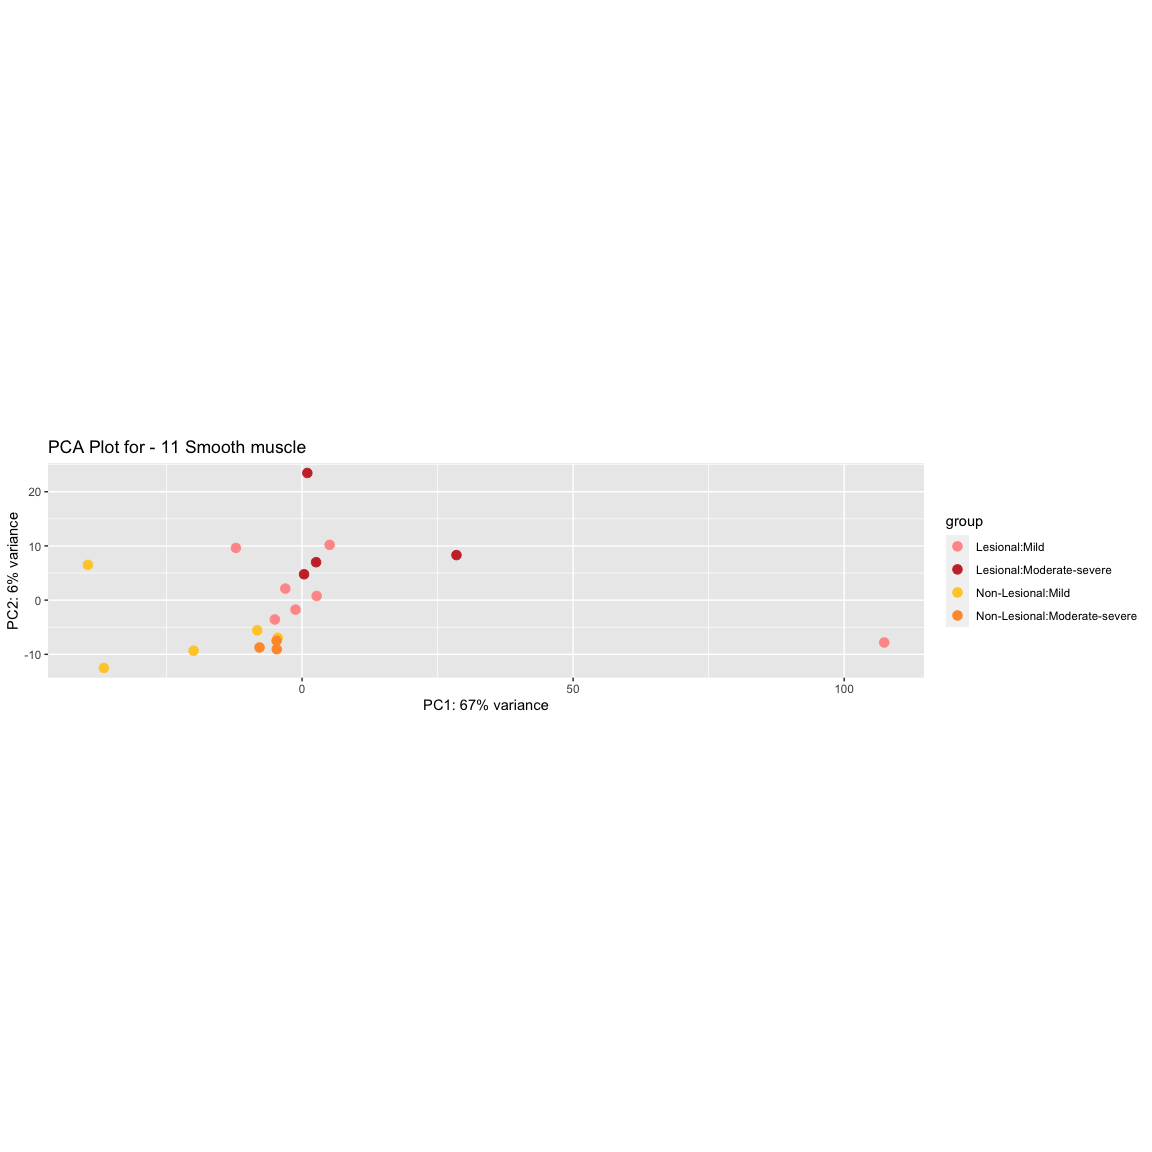 PCA Plot for - 11 Smooth muscle
PC2: 6% variance
20
10
0
-10
0
50
100
PC1: 67% variance
group
Lesional:Mild
Lesional:Moderate-severe
Non-Lesional:Mild
Non-Lesional:Moderate-severe